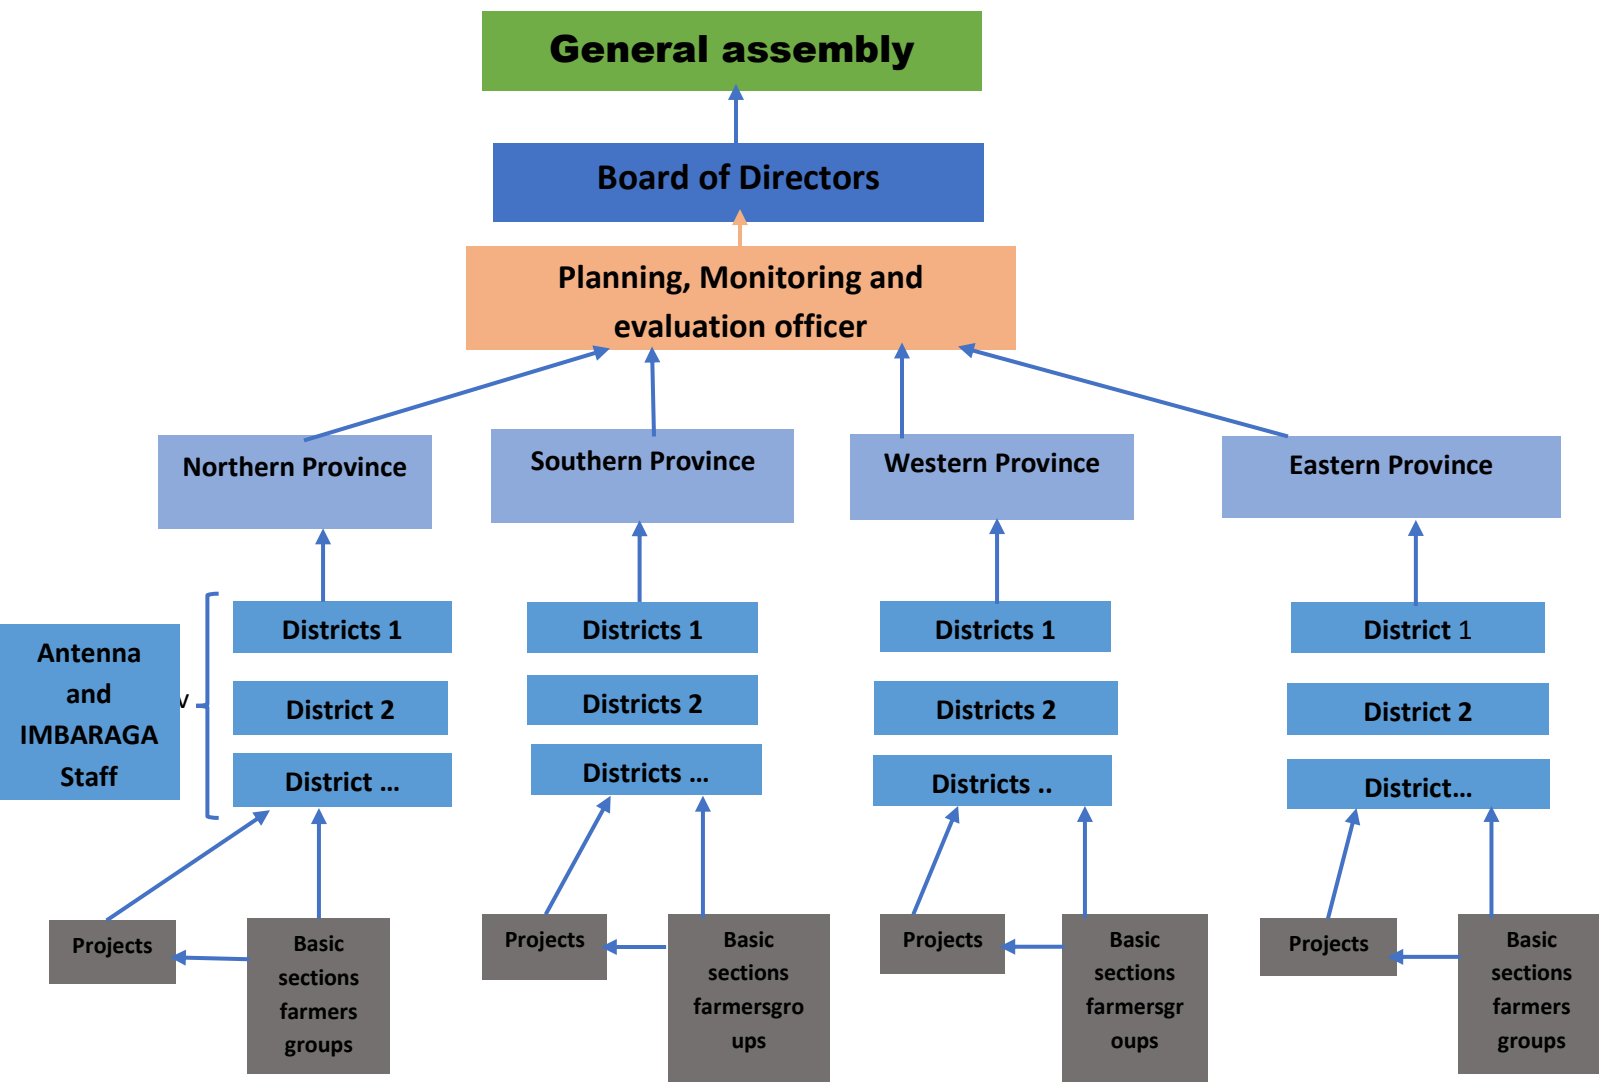 General assembly
Board of Directors
Planning, Monitoring and
evaluation officer
Northern Province
Southern Province
Western Province
Eastern Province
Districts 1
Districts 1
Districts 1
District 1
Antenna
and
IMBARAGA
Staff
v
District 2
Districts 2
Districts 2
District 2
District ...
Districts ...
Districts ..
District...
Projects
Basic
sections
farmers
groups
Projects
Basic
sections
farmersgro
ups
Projects
Basic
sections
farmersgr
oups
Projects
Basic
sections
farmers
groups